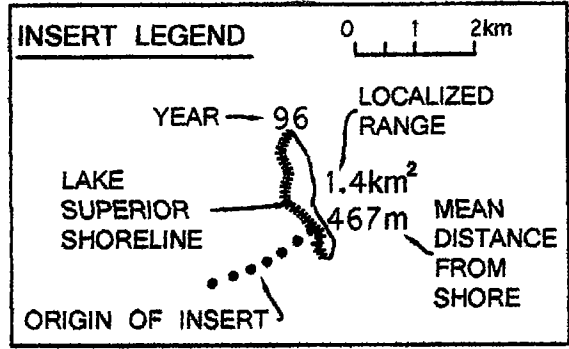 INSERT LEGEND
0 1 2km
YEAR 96
LOCALIZED
RANGE
1.4km²
467m
LAKE
SUPERIOR
SHORELINE
MEAN
DISTANCE
FROM
SHORE
ORIGIN OF INSERT